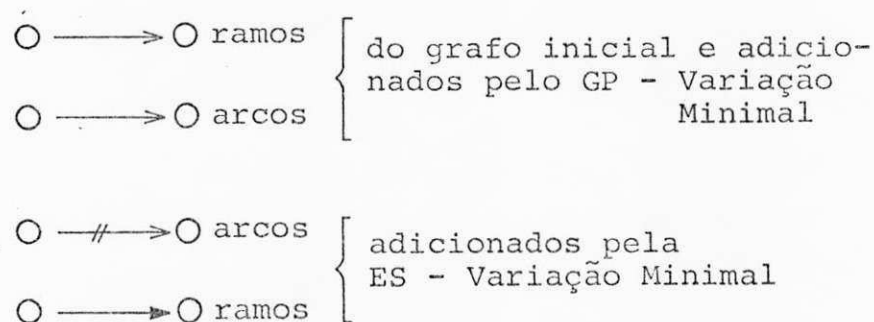 ramos
arcos
do grafo inicial e adicio-
nados pelo GP - Variação
Minimal
arcos
ramos
adicionados pela
ES - Variação Minimal